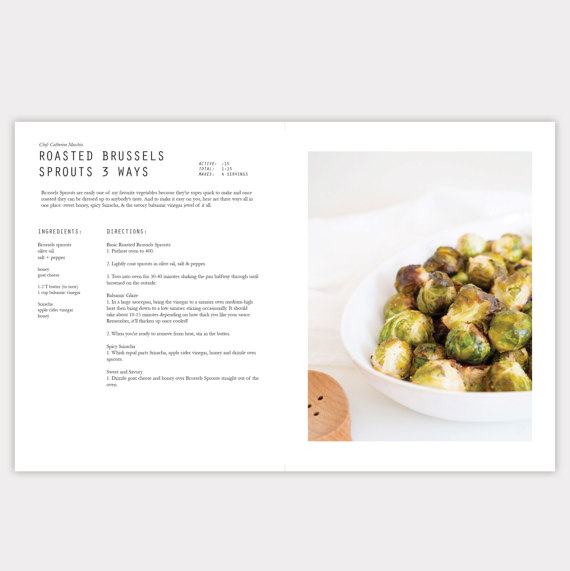 Chef: Catherine
ROASTED BRUSSELS
SPROUTS 3 WAYS
ACTIVE: :15
TOTAL: 1:15
MAKES: 4 SERVINGS
Brussels Sprouts are easily one of my favorite vegetables because they're supes quick to make and once
roasted they can be dressed up to anybody's taste. And to make it easy on you, here are three ways all in
one place: sweet honey, spicy Sriracha, & the savory balsamic vinegar jewel of it all.
INGREDIENTS:
Brussels sprouts
olive oil
salt + pepper
honey
goat cheese
1-2 T butter (to taste)
1 cup balsamic vinegar
Sriracha
apple cider vinegar
honey
DIRECTIONS:
Basic Roasted Brussels Sprouts
1. Preheat oven to 400.
2. Lightly coat sprouts in olive oil, salt & pepper.
3. Toss into oven for 30-40 minutes shaking the pan halfway through until
browned on the outside.
Balsamic Glaze
1. In a large saucepan, bring the vinegar to a simmer over medium-high
heat then bring down to a low simmer sticking occasionally. It should
take about 10-15 minutes depending on how thick you like your sauce.
Remember, it'll thicken up once cooled!
2. When you're ready to remove from heat, stir in the butter.
Spicy Sriracha
1. Whisk equal parts Sriracha, apple cider vinegar, honey and drizzle over
sprouts.
Sweet and Savory
1. Drizzle goat cheese and honey over Brussels Sprouts straight out of the
oven.